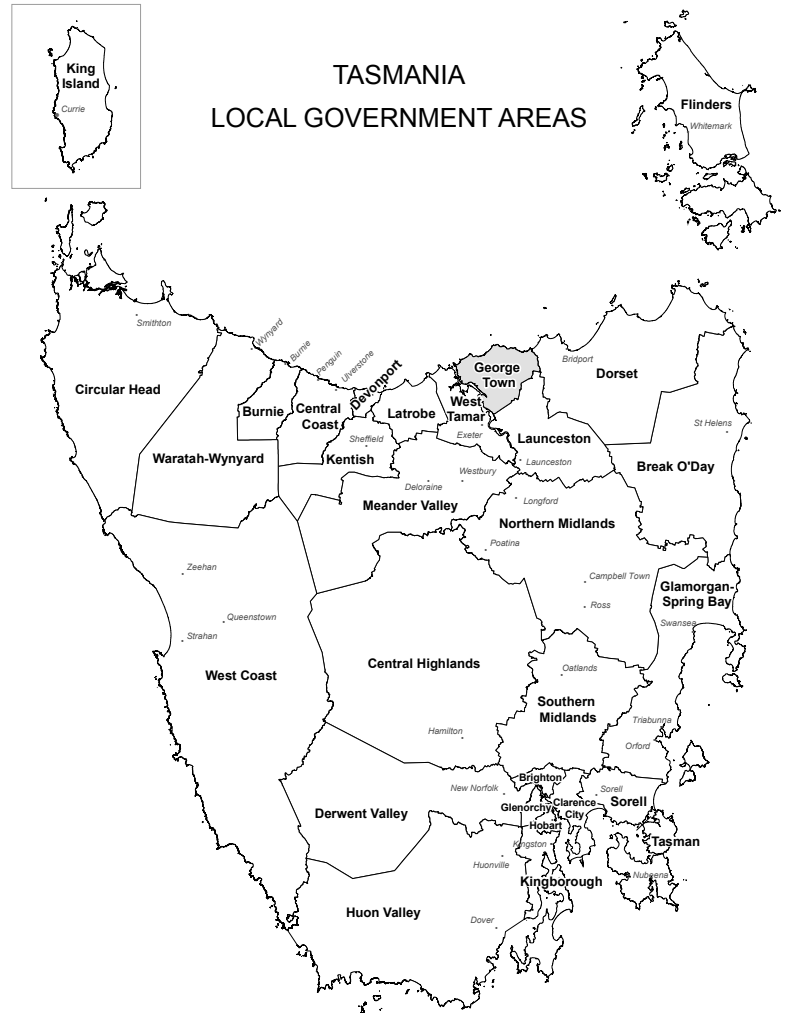 TASMANIA
LOCAL GOVERNMENT AREAS
King
Island
Currie
Flinders
Whitemark
Smithton
Wynyard
Burnie
Penguin
Ulverstone
Devonport
George
Town
Bridport
Dorset
Circular Head
Burnie
Central
Coast
Latrobe
West
Tamar
Exeter
Launceston
Launceston
St Helens
Sheffield
Kentish
Waratah-Wynyard
Break O'Day
Westbury
Deloraine
Meander Valley
Longford
Northern Midlands
Poatina
Zeehan
Campbell Town
Ross
Glamorgan-
Spring Bay
Swansea
Queenstown
Strahan
West Coast
Central Highlands
Oatlands
Southern
Midlands
Triabunna
Orford
Hamilton
Brighton
New Norfolk
Sorell
Sorell
Glenorchy
Clarence
City
Derwent Valley
Hobart
Kingston
Tasman
Huonville
Kingborough
Nubeena
Huon Valley
Dover